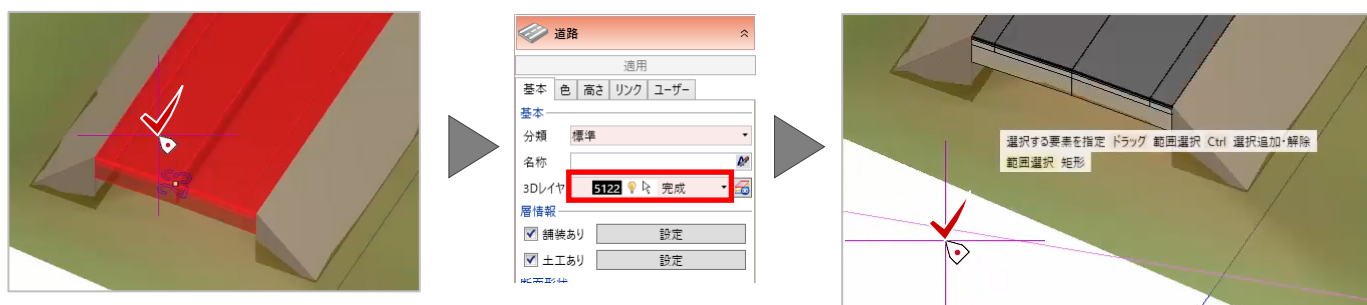 道路
適用
基本 色 高さ リンク ユーザー
基本
分類 標準
名称
3Dレイヤ 5122 完成
層情報
舗装あり 設定
土工あり 設定
断面形状
選択する要素を指定 ドラッグ 範囲選択 Ctrl 選択追加・解除
範囲選択 矩形